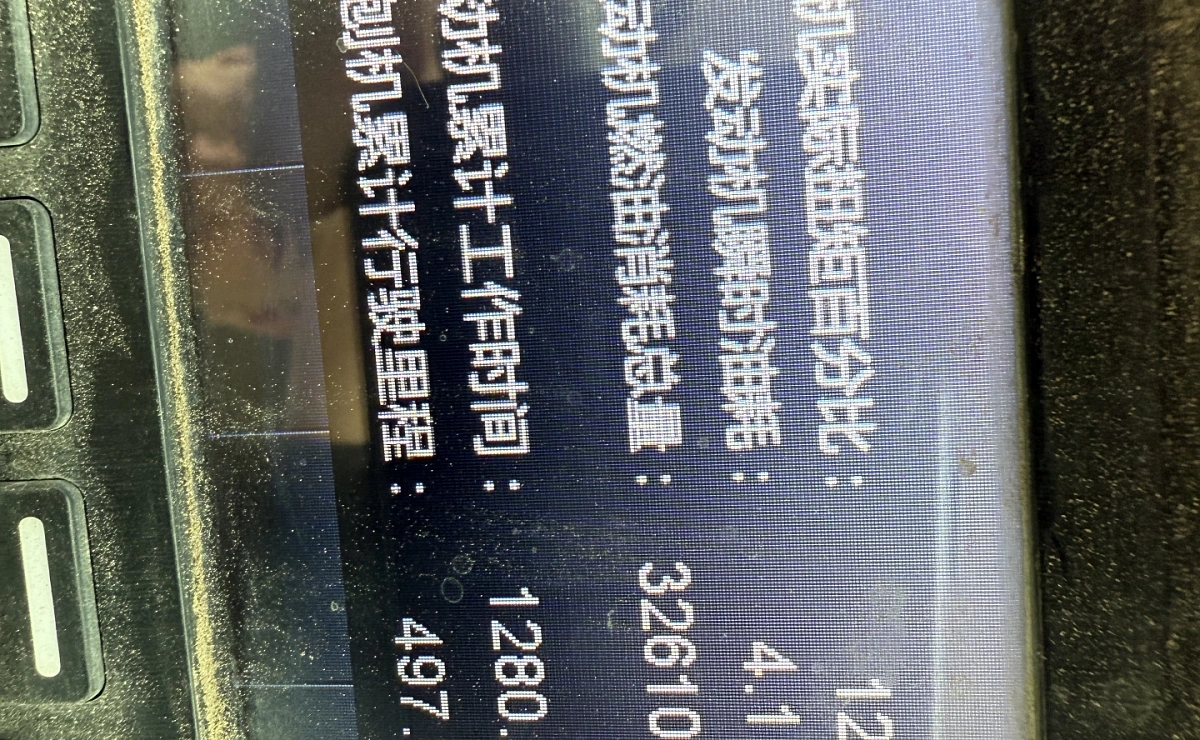 机实际扭矩百分比: 12
发动机瞬时油耗: 4.1
动机燃油消耗总量: 32610
动机累计工作时间: 1280.
刨机累计行驶里程: 497.